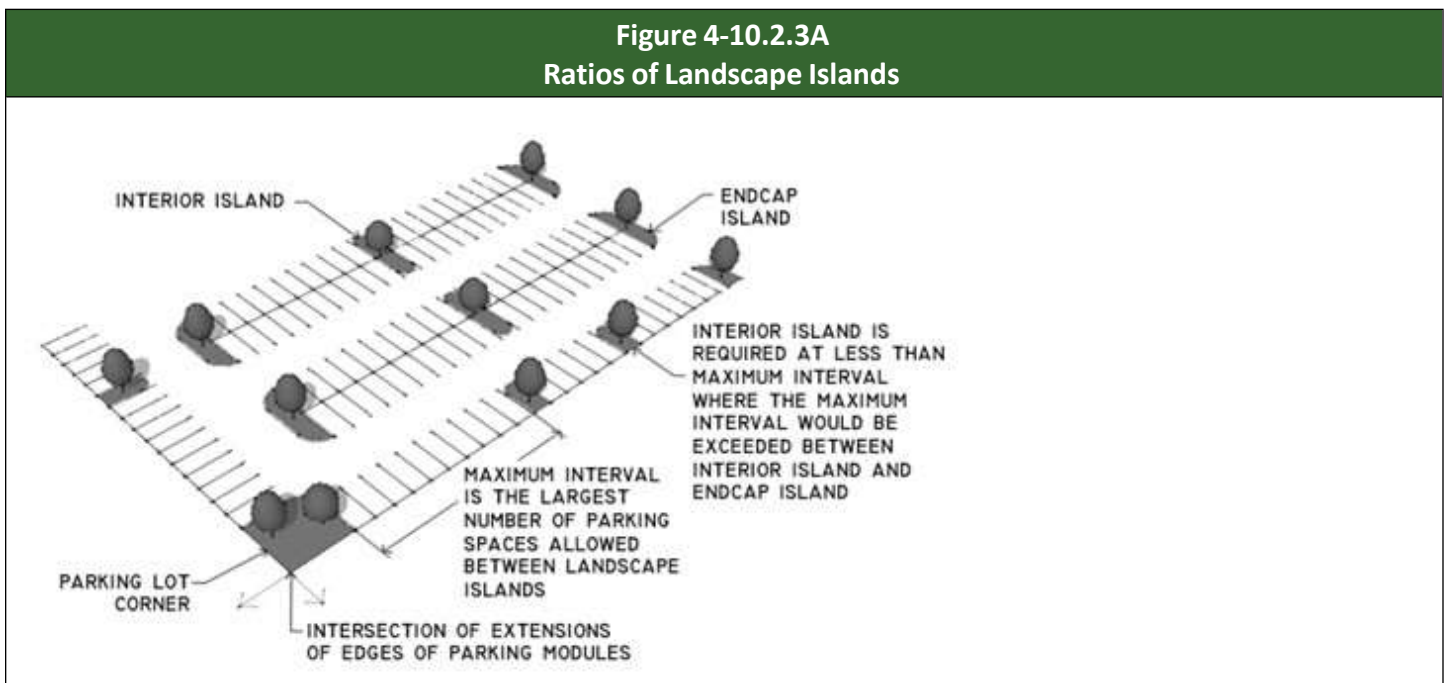 Figure 4-10.2.3A
Ratios of Landscape Islands
INTERIOR ISLAND
ENDCAP
ISLAND
INTERIOR ISLAND IS
REQUIRED AT LESS THAN
MAXIMUM INTERVAL
WHERE THE MAXIMUM
INTERVAL WOULD BE
EXCEEDED BETWEEN
INTERIOR ISLAND AND
ENDCAP ISLAND
MAXIMUM INTERVAL
IS THE LARGEST
NUMBER OF PARKING
SPACES ALLOWED
BETWEEN LANDSCAPE
ISLANDS
PARKING LOT
CORNER
INTERSECTION OF EXTENSIONS
OF EDGES OF PARKING MODULES